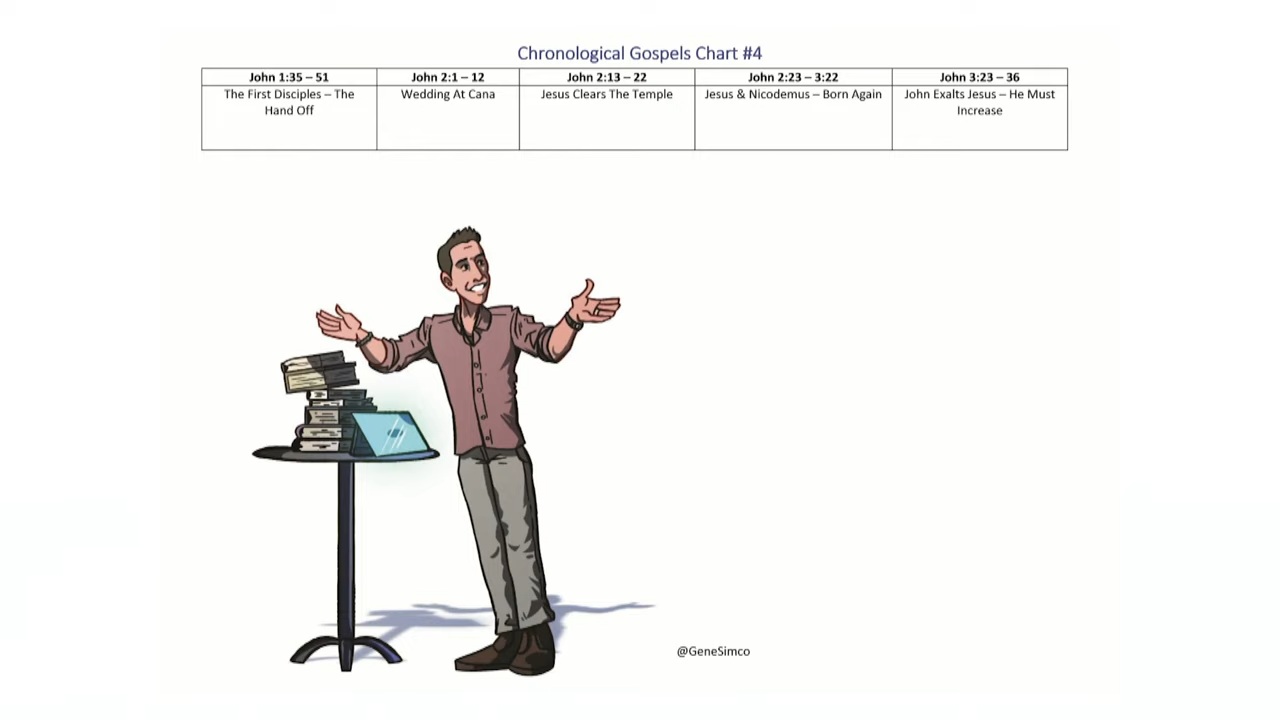 Chronological Gospels Chart #4
John 1:35 – 51
John 2:1 – 12
John 2:13 – 22
John 2:23 – 3:22
John 3:23 – 36
The First Disciples – The
Hand Off
Wedding At Cana
Jesus Clears The Temple
Jesus & Nicodemus – Born Again
John Exalts Jesus – He Must
Increase
@GeneSimco